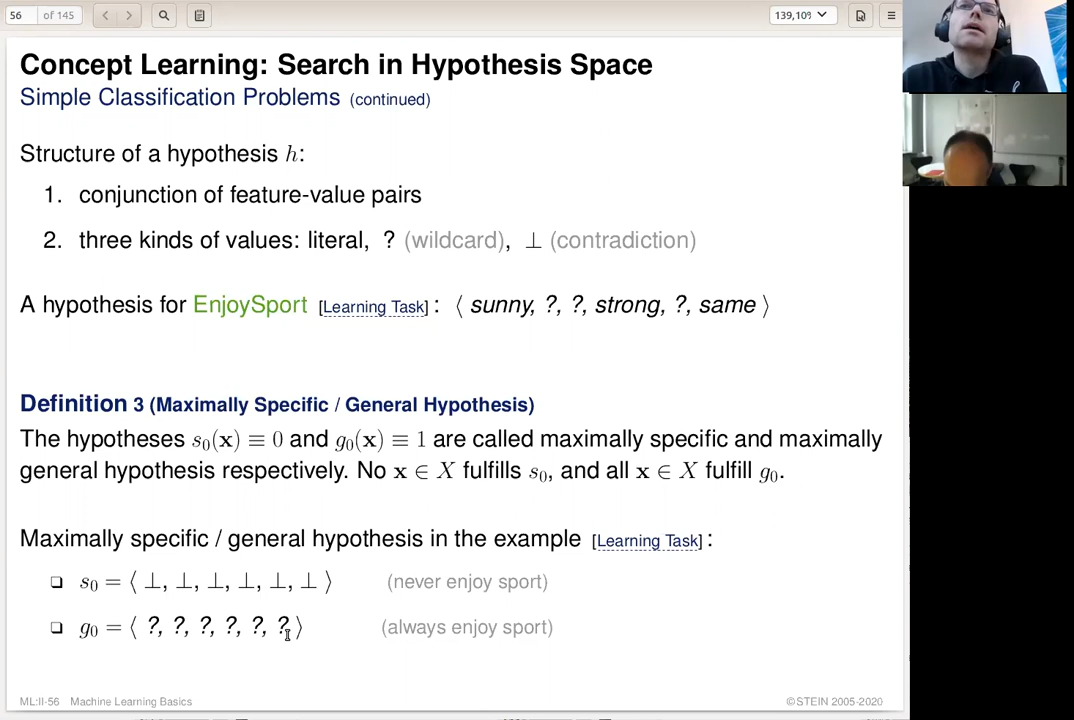 56 of 145 139,10%
Concept Learning: Search in Hypothesis Space
Simple Classification Problems (continued)
Structure of a hypothesis h:
1. conjunction of feature-value pairs
2. three kinds of values: literal, ? (wildcard), ⊥ (contradiction)
A hypothesis for EnjoySport [Learning Task] : ⟨ sunny, ?, ?, strong, ?, same ⟩
Definition 3 (Maximally Specific / General Hypothesis)
The hypotheses s₀(x) ≡ 0 and g₀(x) ≡ 1 are called maximally specific and maximally
general hypothesis respectively. No x ∈ X fulfills s₀, and all x ∈ X fulfill g₀.
Maximally specific / general hypothesis in the example [Learning Task] :
❑ s₀ = ⟨ ⊥, ⊥, ⊥, ⊥, ⊥, ⊥ ⟩ (never enjoy sport)
❑ g₀ = ⟨ ?, ?, ?, ?, ?, ? ⟩ (always enjoy sport)
ML:II-56 Machine Learning Basics ©STEIN 2005-2020